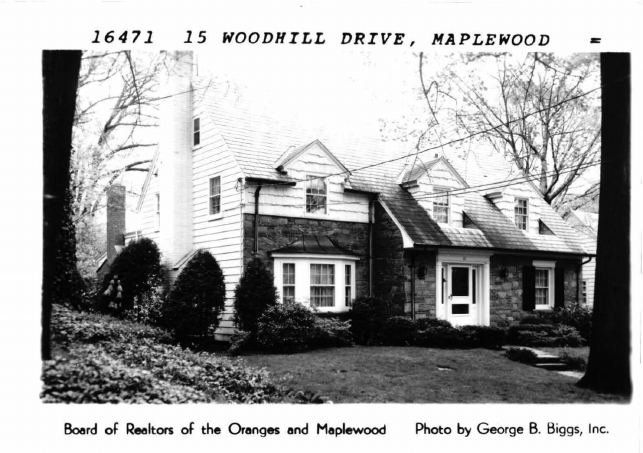 16471 15 WOODHILL DRIVE, MAPLEWOOD =
Board of Realtors of the Oranges and Maplewood Photo by George B. Biggs, Inc.